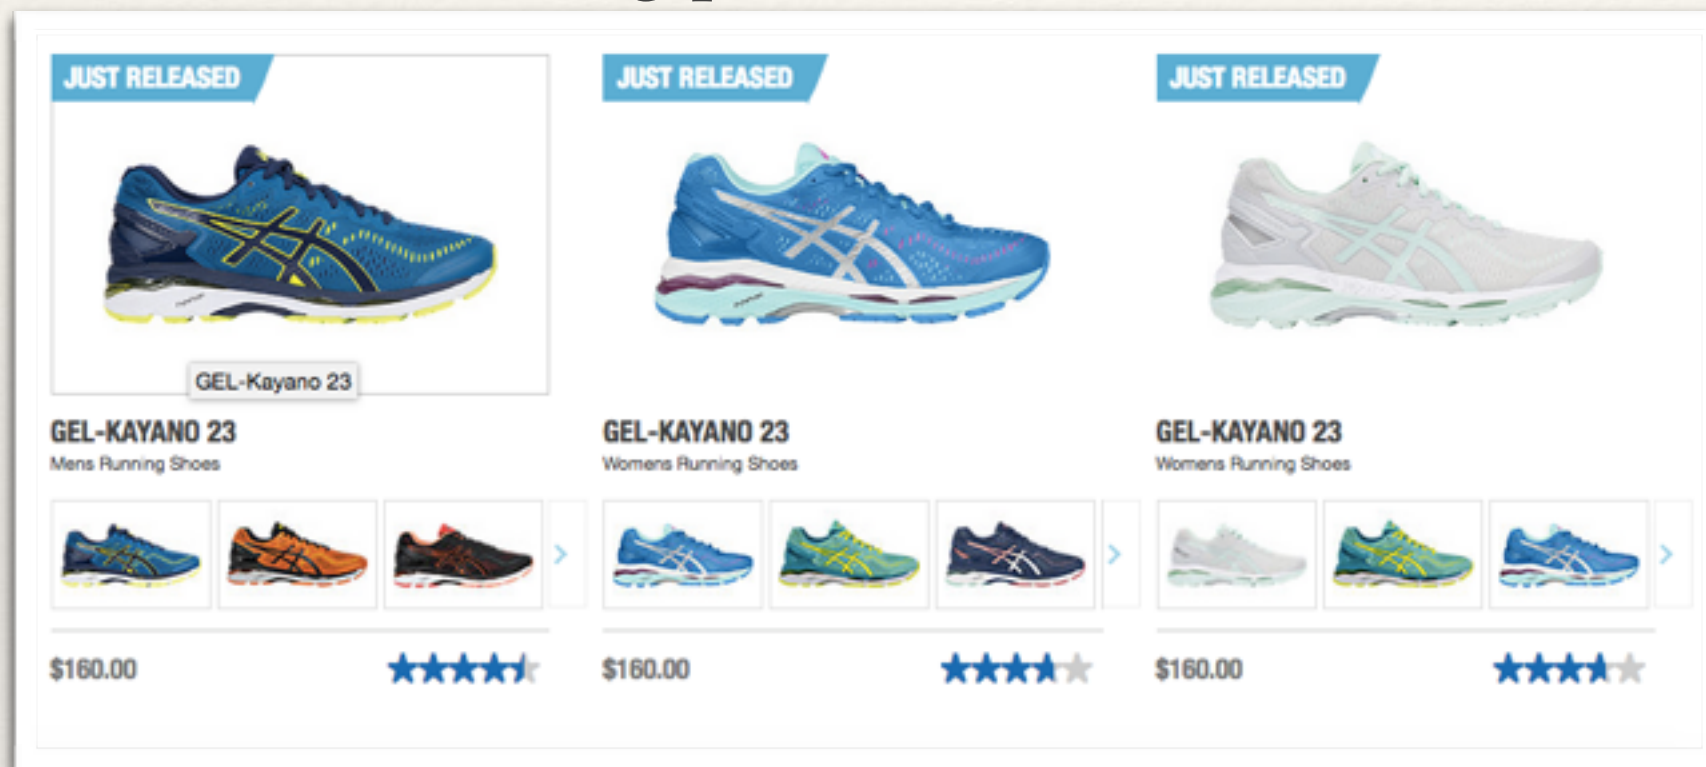 JUST RELEASED
JUST RELEASED
JUST RELEASED
GEL-Kayano 23
GEL-KAYANO 23
Mens Running Shoes
$160.00
GEL-KAYANO 23
Womens Running Shoes
$160.00
GEL-KAYANO 23
Womens Running Shoes
$160.00